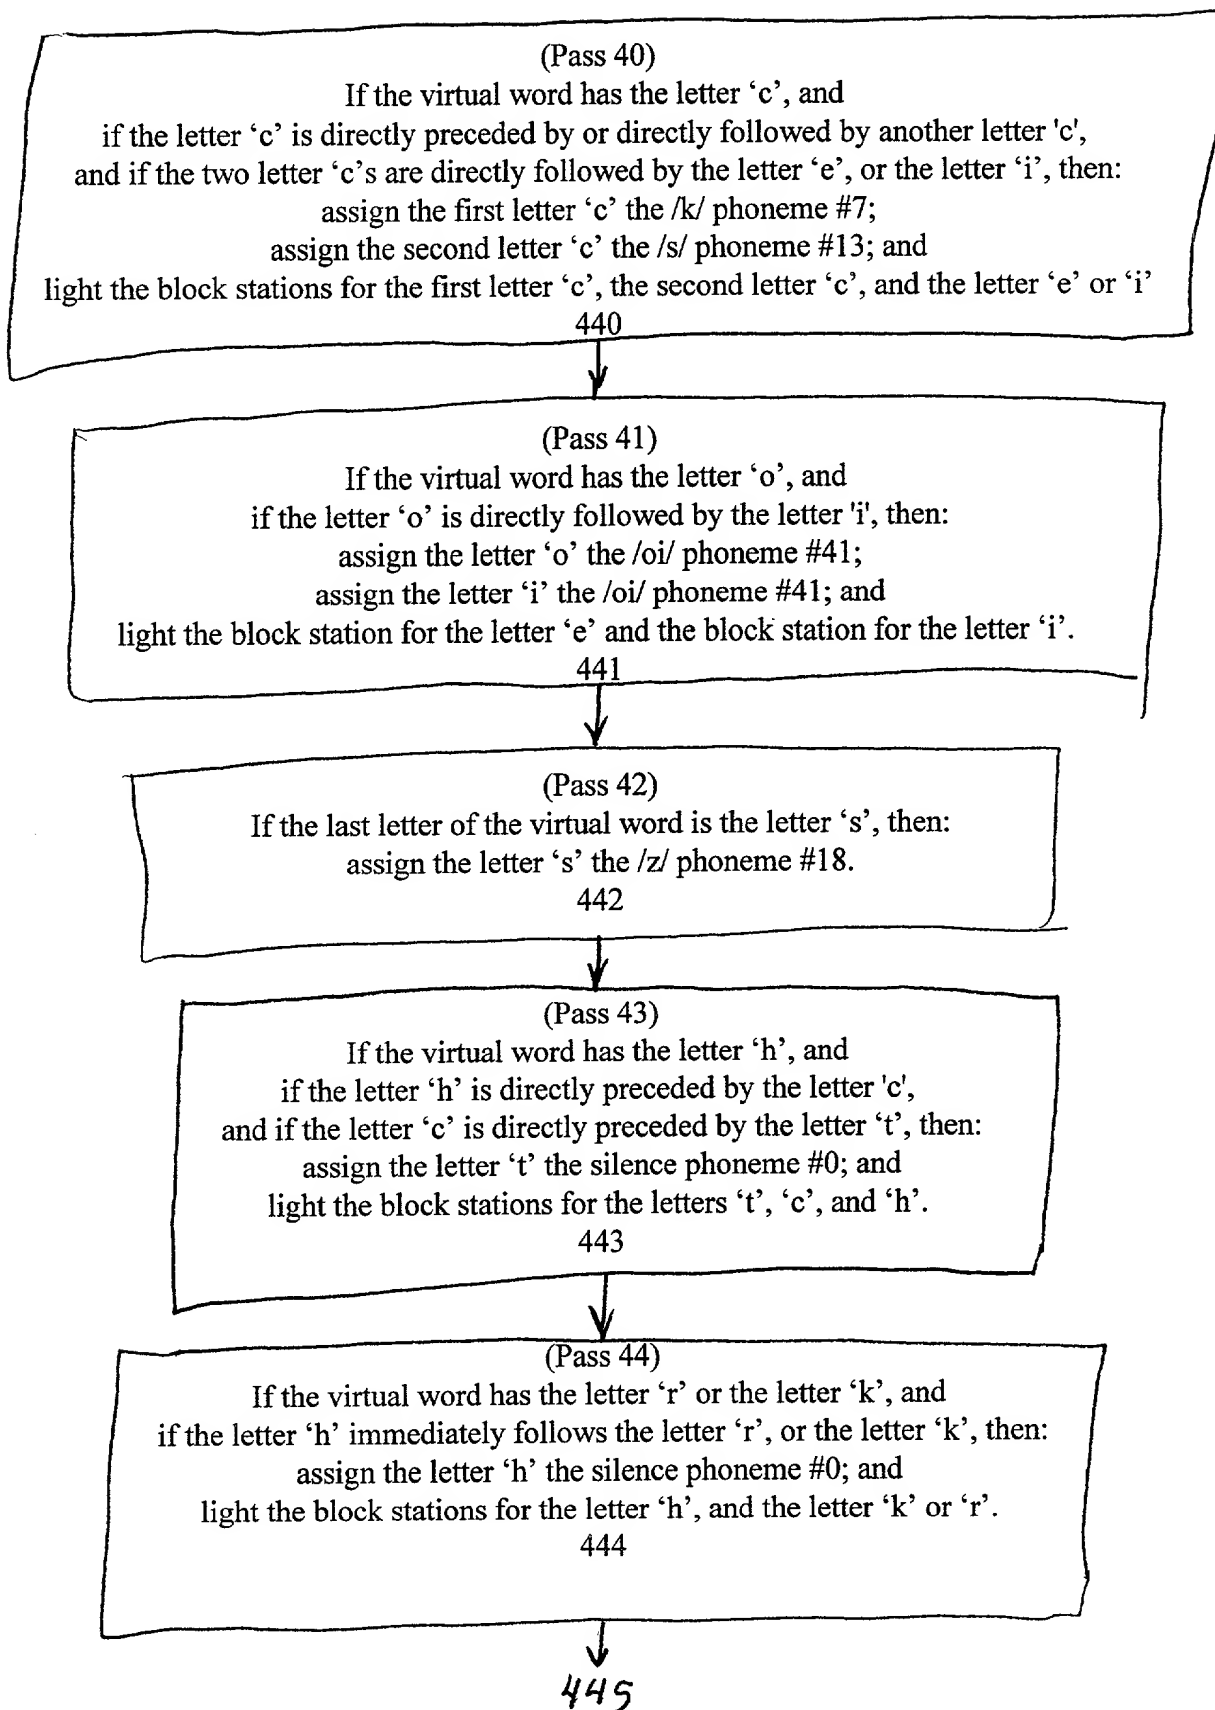 (Pass 40)
If the virtual word has the letter ‘c’, and
if the letter ‘c’ is directly preceded by or directly followed by another letter 'c',
and if the two letter ‘c’s are directly followed by the letter ‘e’, or the letter ‘i’, then:
assign the first letter ‘c’ the /k/ phoneme #7;
assign the second letter ‘c’ the /s/ phoneme #13; and
light the block stations for the first letter ‘c’, the second letter ‘c’, and the letter ‘e’ or ‘i’
440
(Pass 41)
If the virtual word has the letter ‘o’, and
if the letter ‘o’ is directly followed by the letter 'i', then:
assign the letter ‘o’ the /oi/ phoneme #41;
assign the letter ‘i’ the /oi/ phoneme #41; and
light the block station for the letter ‘e’ and the block station for the letter ‘i’.
441
(Pass 42)
If the last letter of the virtual word is the letter ‘s’, then:
assign the letter ‘s’ the /z/ phoneme #18.
442
(Pass 43)
If the virtual word has the letter ‘h’, and
if the letter ‘h’ is directly preceded by the letter 'c',
and if the letter ‘c’ is directly preceded by the letter ‘t’, then:
assign the letter ‘t’ the silence phoneme #0; and
light the block stations for the letters ‘t’, ‘c’, and ‘h’.
443
(Pass 44)
If the virtual word has the letter ‘r’ or the letter ‘k’, and
if the letter ‘h’ immediately follows the letter ‘r’, or the letter ‘k’, then:
assign the letter ‘h’ the silence phoneme #0; and
light the block stations for the letter ‘h’, and the letter ‘k’ or ‘r’.
444
445